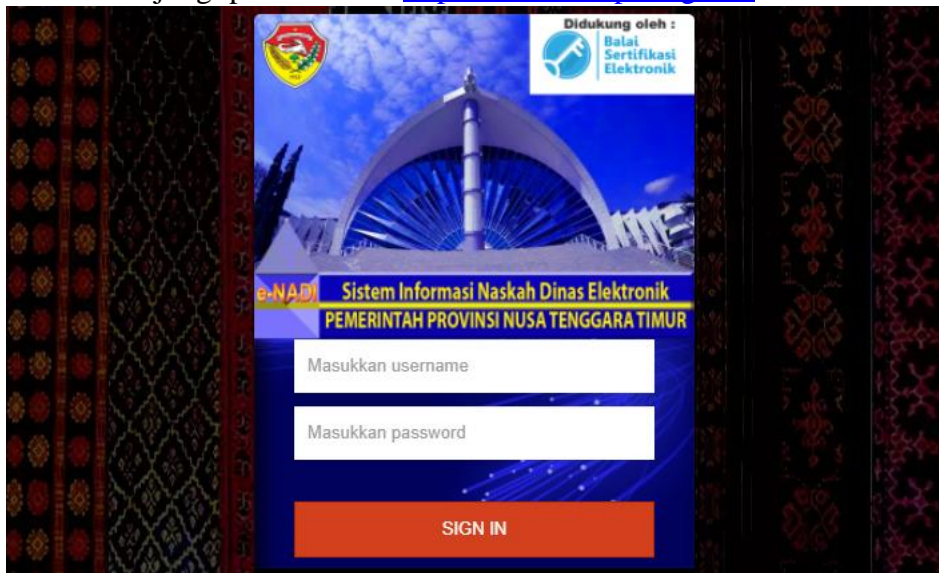 Didukung oleh :
Balai
Sertifikasi
Elektronik
e-NADI
Sistem Informasi Naskah Dinas Elektronik
PEMERINTAH PROVINSI NUSA TENGGARA TIMUR
Masukkan username
Masukkan password
SIGN IN